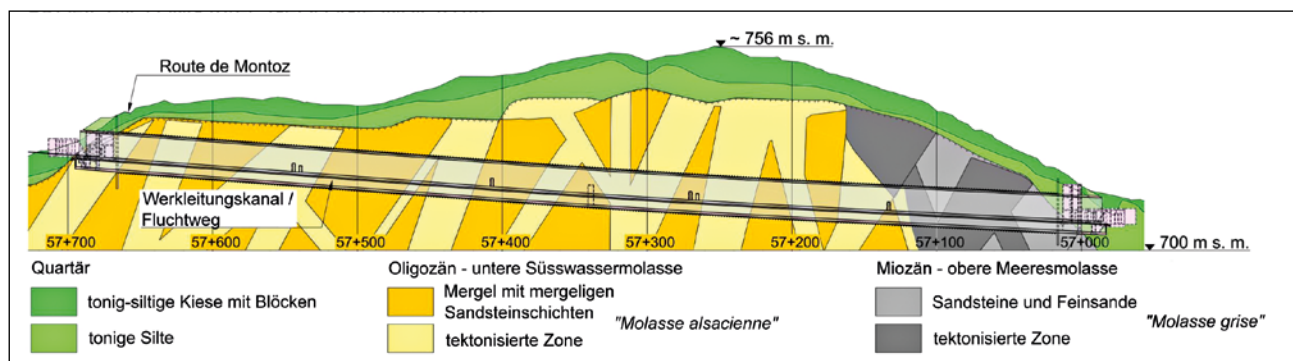 ~ 756 m s. m.
Route de Montoz
Werkleitungskanal /
Fluchtweg
57+700
57+600
57+500
57+400
57+300
57+200
57+100
57+000
700 m s. m.
Quartär
tonig-siltige Kiese mit Blöcken
tonige Silte
Oligozän - untere Süsswassermolasse
Mergel mit mergeligen
Sandsteinschichten
tektonisierte Zone
"Molasse alsacienne"
Miozän - obere Meeresmolasse
Sandsteine und Feinsande
tektonisierte Zone
"Molasse grise"